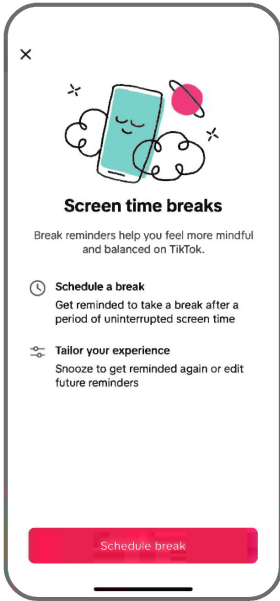 Screen time breaks
Break reminders help you feel more mindful
and balanced on TikTok.
Schedule a break
Get reminded to take a break after a
period of uninterrupted screen time
Tailor your experience
Snooze to get reminded again or edit
future reminders
Schedule break